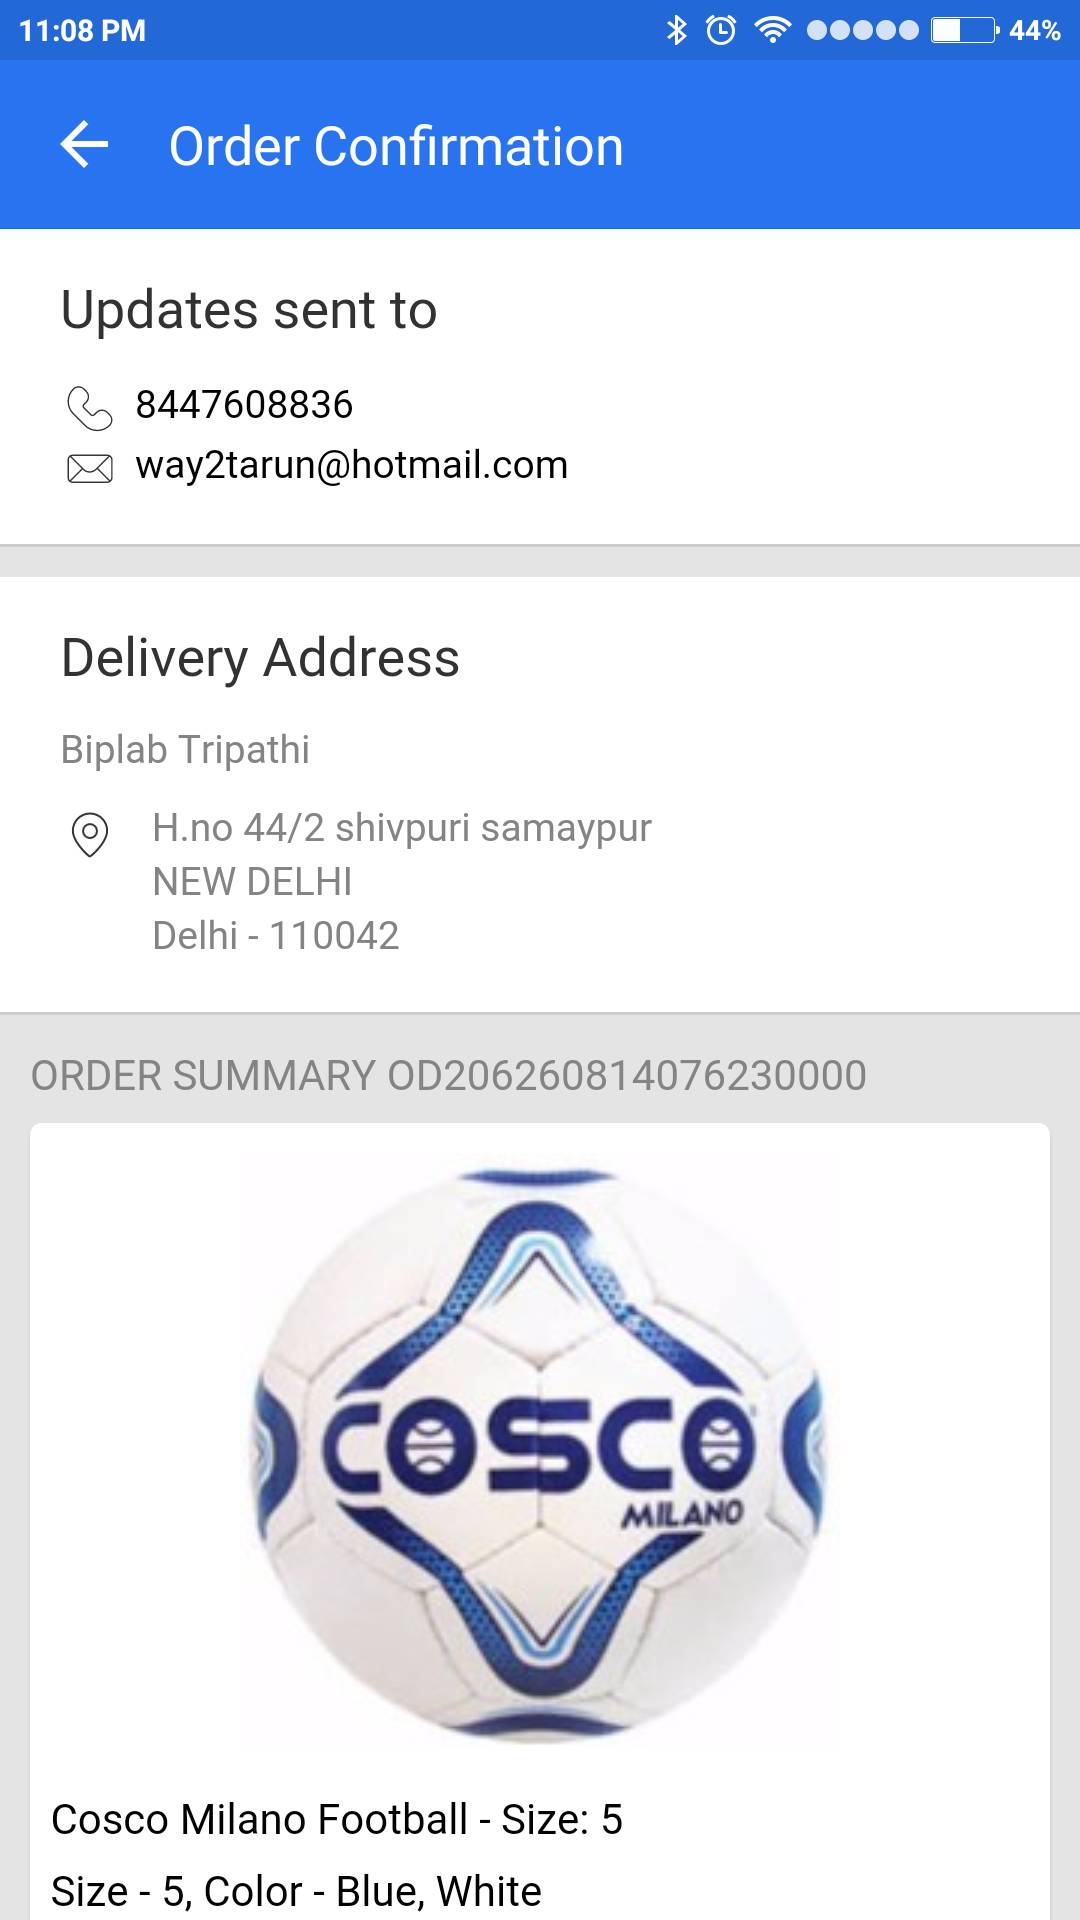 11:08 PM 44%
Order Confirmation
Updates sent to
8447608836
way2tarun@hotmail.com
Delivery Address
Biplab Tripathi
H.no 44/2 shivpuri samaypur
NEW DELHI
Delhi - 110042
ORDER SUMMARY OD206260814076230000
COSCO
MILANO
Cosco Milano Football - Size: 5
Size - 5, Color - Blue, White